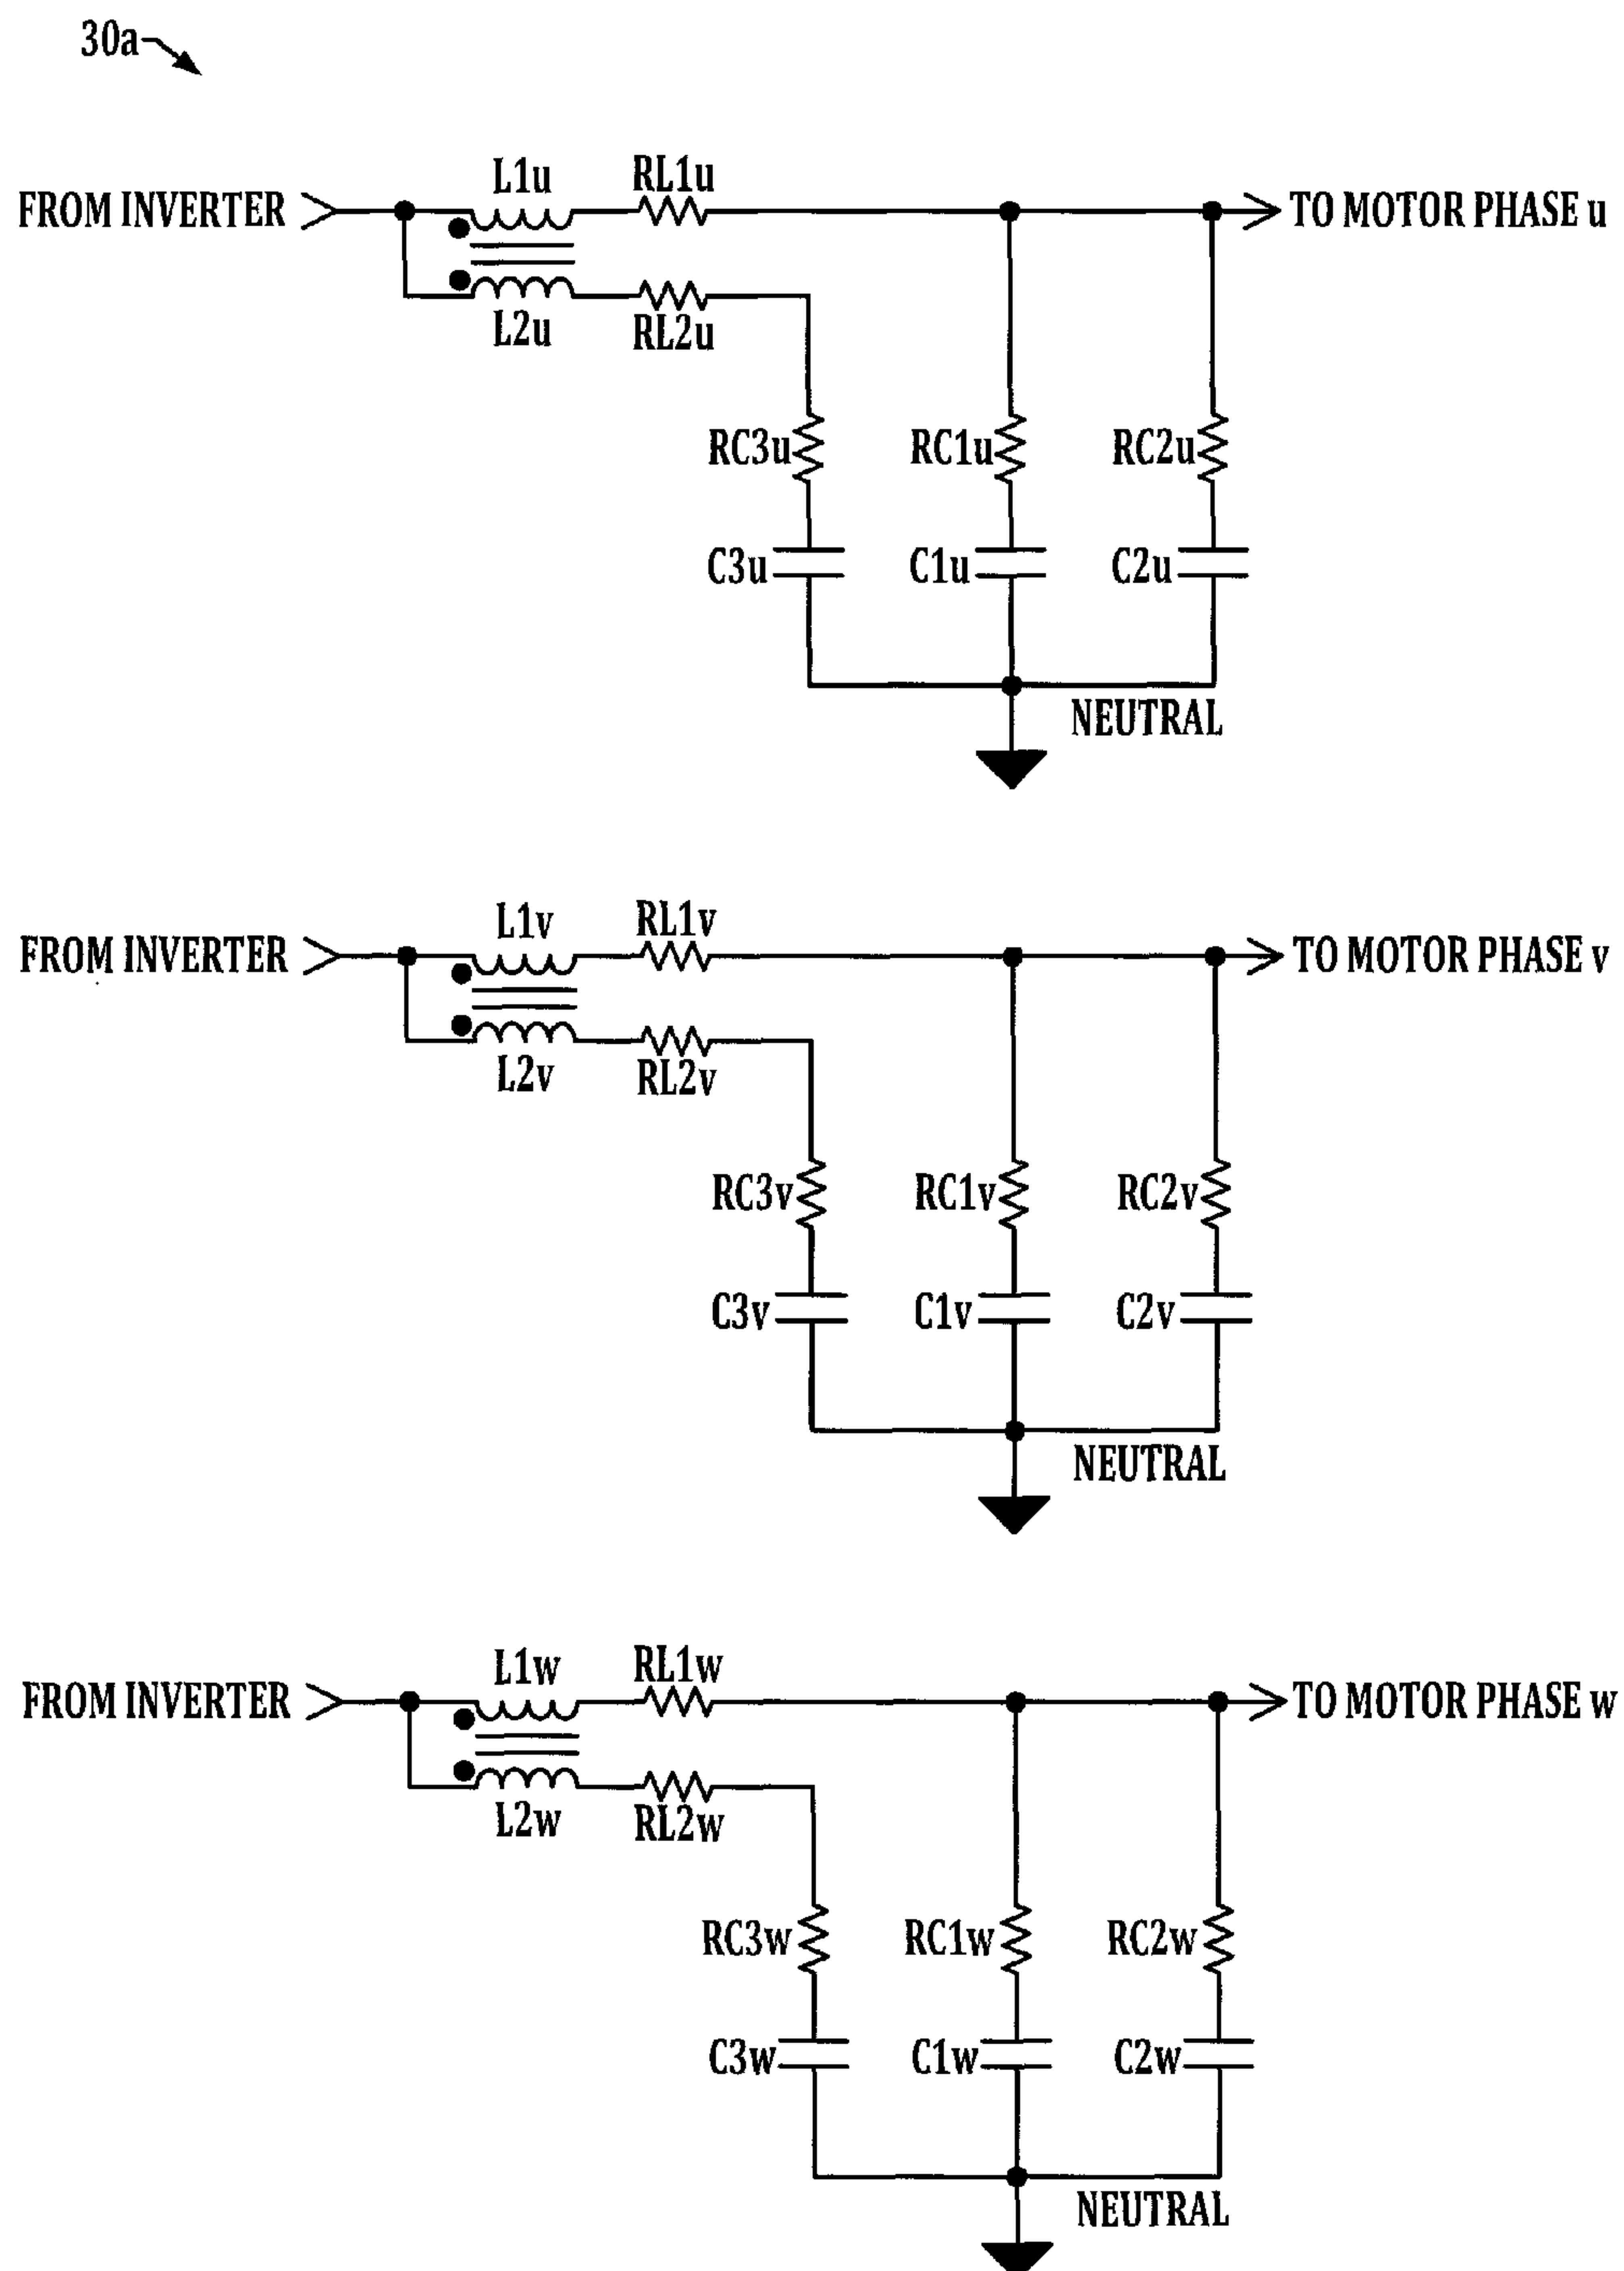 30a
L1u
RL1u
FROM INVERTER
TO MOTOR PHASE u
L2u
RL2u
RC3u
RC1u
RC2u
C3u
C1u
C2u
NEUTRAL
L1v
RL1v
FROM INVERTER
TO MOTOR PHASE v
L2v
RL2v
RC3v
RC1v
RC2v
C3v
C1v
C2v
NEUTRAL
L1w
RL1w
FROM INVERTER
TO MOTOR PHASE w
L2w
RL2w
RC3w
RC1w
RC2w
C3w
C1w
C2w
NEUTRAL